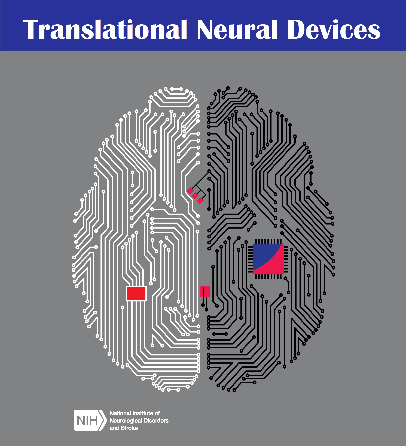 Translational Neural Devices
NIH
National Institute of
Neurological Disorders
and Stroke